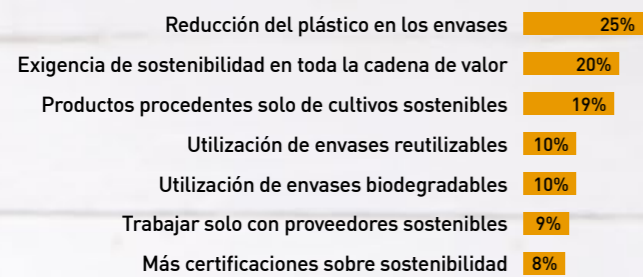 Reducción del plástico en los envases 25%
Exigencia de sostenibilidad en toda la cadena de valor 20%
Productos procedentes solo de cultivos sostenibles 19%
Utilización de envases reutilizables 10%
Utilización de envases biodegradables 10%
Trabajar solo con proveedores sostenibles 9%
Más certificaciones sobre sostenibilidad 8%